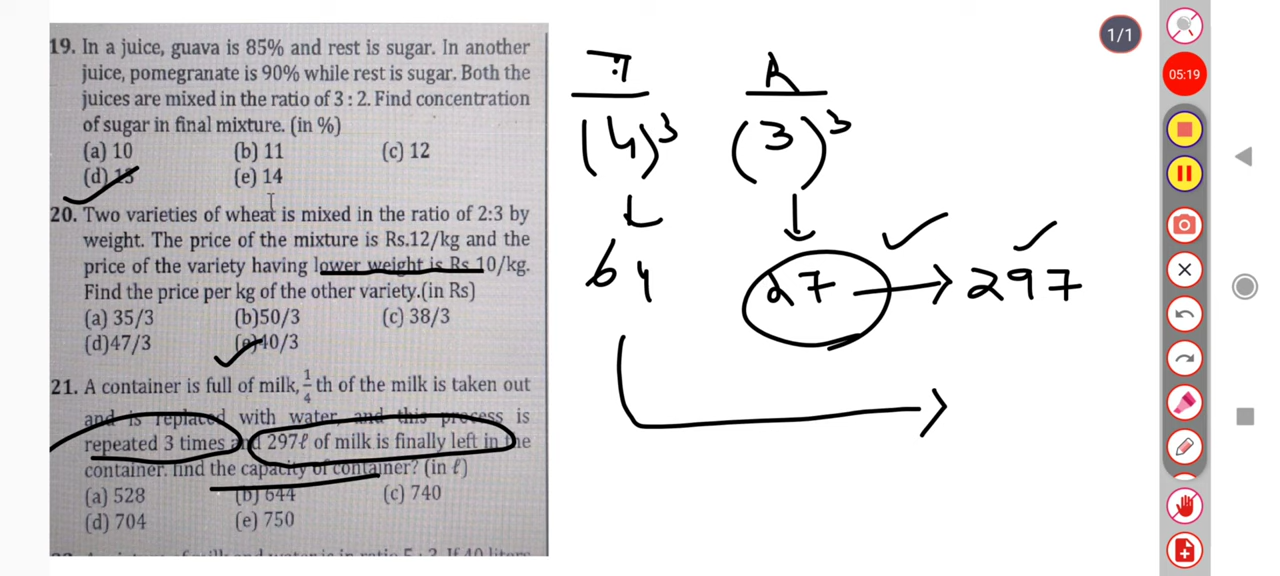 19. In a juice, guava is 85% and rest is sugar. In another
juice, pomegranate is 90% while rest is sugar. Both the
juices are mixed in the ratio of 3 : 2. Find concentration
of sugar in final mixture. (in %)
(a) 10 (b) 11 (c) 12
(d) 13 (e) 14
20. Two varieties of wheat is mixed in the ratio of 2:3 by
weight. The price of the mixture is Rs.12/kg and the
price of the variety having lower weight is Rs 10/kg.
Find the price per kg of the other variety.(in Rs)
(a) 35/3 (b)50/3 (c) 38/3
(d)47/3 (e)40/3
21. A container is full of milk, 1/4 th of the milk is taken out
and is replaced with water, and this process is
repeated 3 times and 297ℓ of milk is finally left in the
container. find the capacity of container? (in ℓ)
(a) 528 (b) 644 (c) 740
(d) 704 (e) 750
(4)³ (3)³
64 27 → 297
1/1
05:19